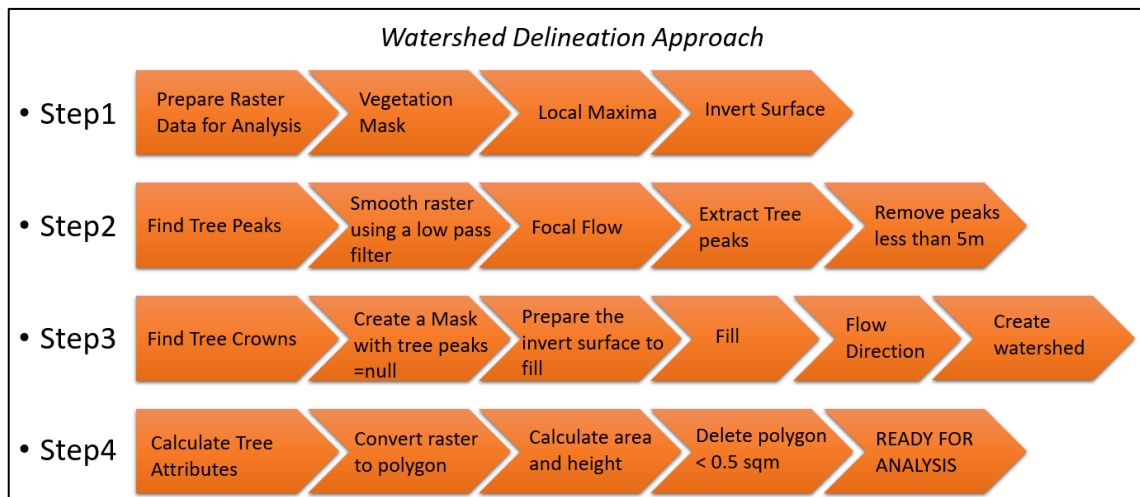 Watershed Delineation Approach
• Step1
Prepare Raster
Data for Analysis
Vegetation
Mask
Local Maxima
Invert Surface
• Step2
Find Tree Peaks
Smooth raster
using a low pass
filter
Focal Flow
Extract Tree
peaks
Remove peaks
less than 5m
• Step3
Find Tree Crowns
Create a Mask
with tree peaks
=null
Prepare the
invert surface to
fill
Fill
Flow
Direction
Create
watershed
• Step4
Calculate Tree
Attributes
Convert raster
to polygon
Calculate area
and height
Delete polygon
< 0.5 sqm
READY FOR
ANALYSIS